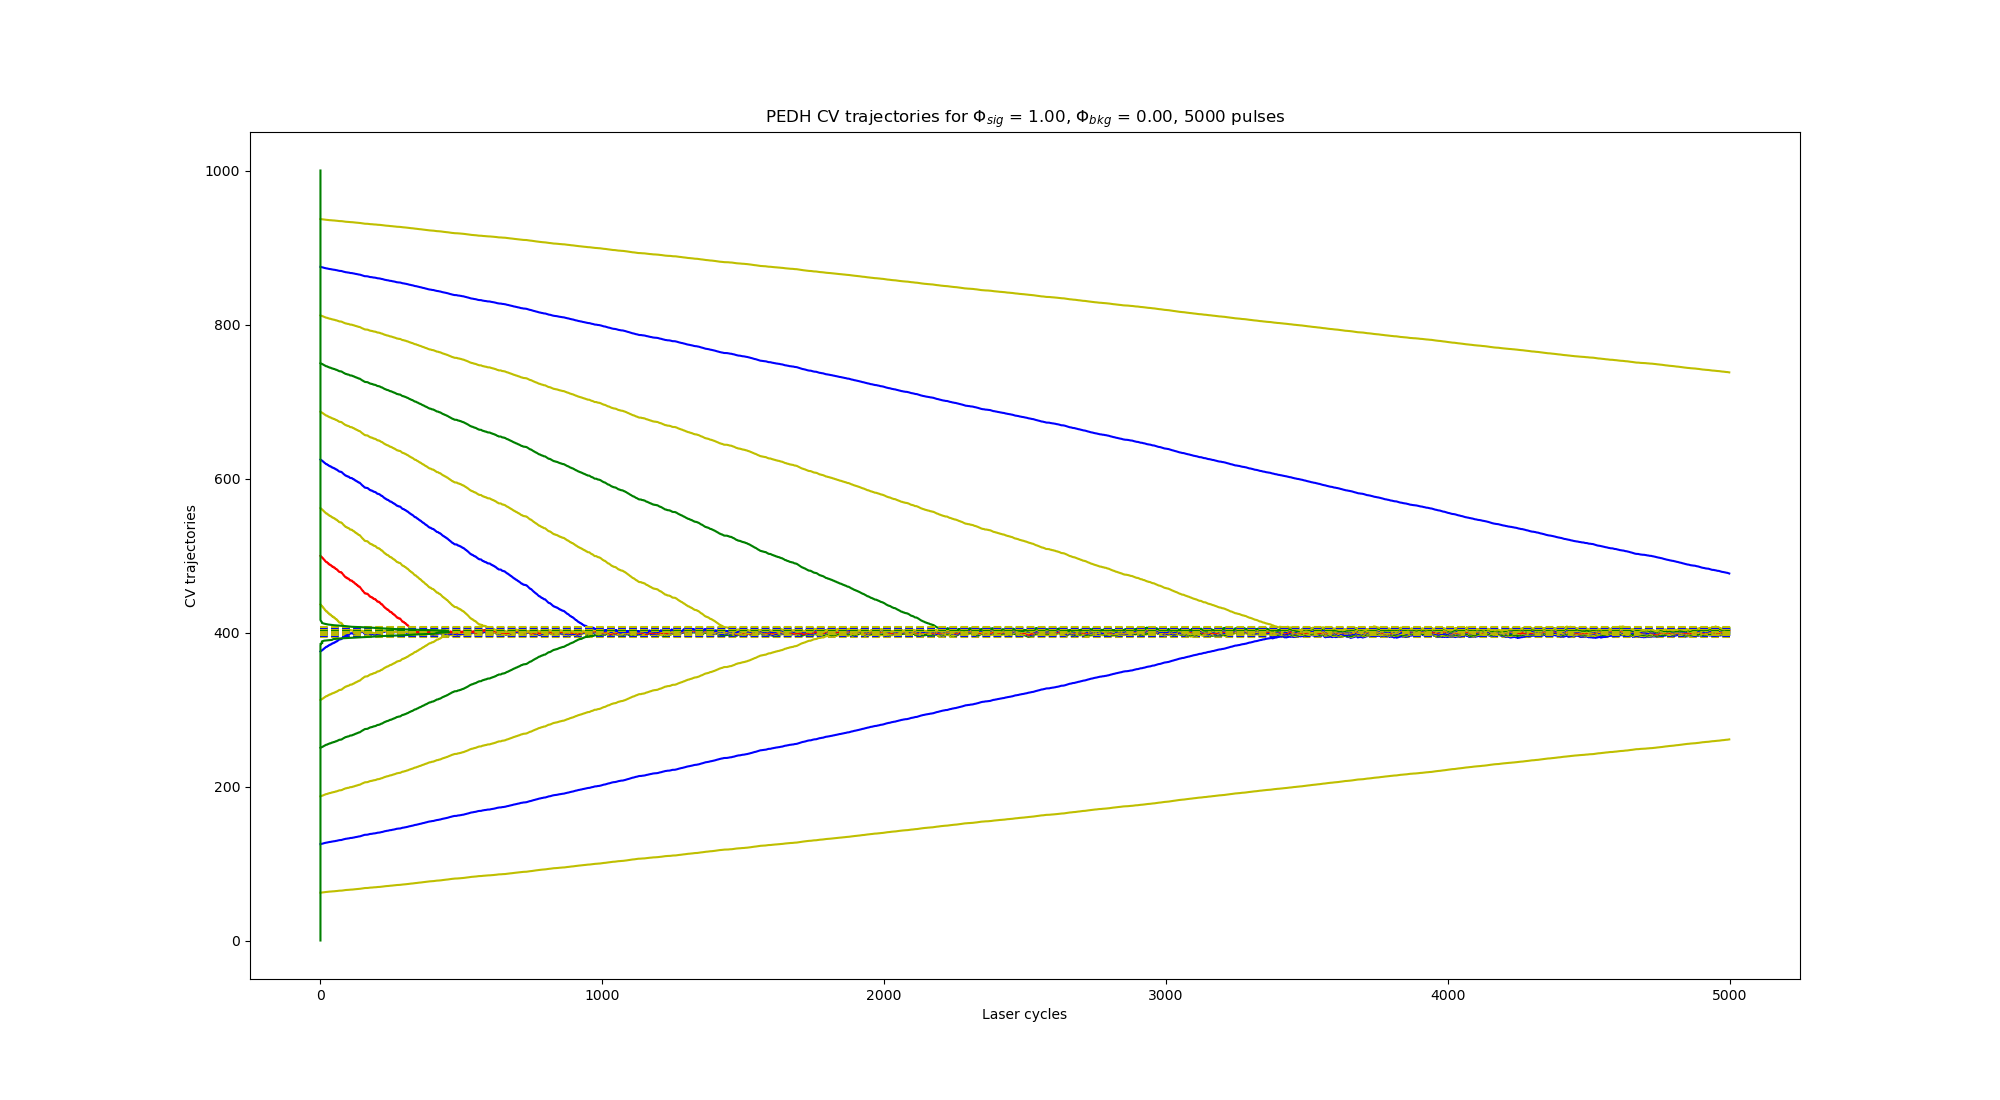 PEDH CV trajectories for Φsig = 1.00, Φbkg = 0.00, 5000 pulses
1000
800
600
400
200
0
CV trajectories
0 1000 2000 3000 4000 5000
Laser cycles